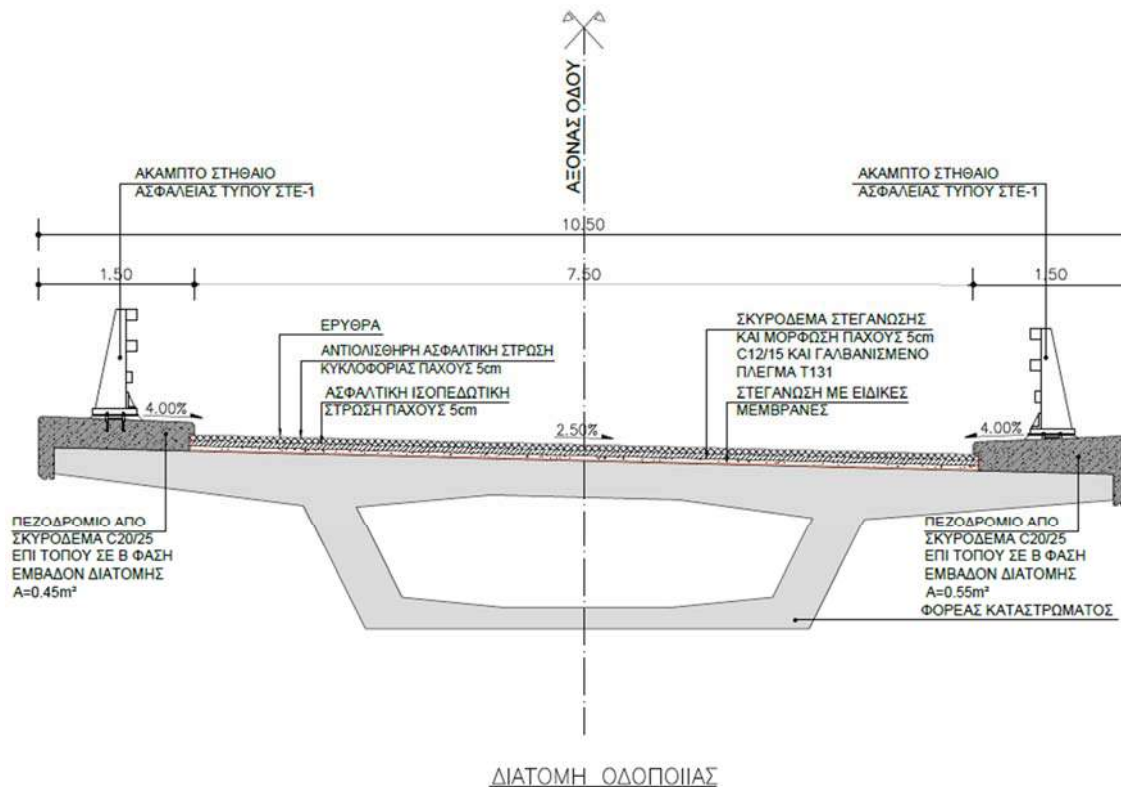 ΑΞΟΝΑΣ ΟΔΟΥ
ΑΚΑΜΠΤΟ ΣΤΗΘΑΙΟ
ΑΣΦΑΛΕΙΑΣ ΤΥΠΟΥ ΣΤΕ-1
ΑΚΑΜΠΤΟ ΣΤΗΘΑΙΟ
ΑΣΦΑΛΕΙΑΣ ΤΥΠΟΥ ΣΤΕ-1
10.50
1.50
7.50
1.50
ΕΡΥΘΡΑ
ΑΝΤΙΟΛΙΣΘΗΡΗ ΑΣΦΑΛΤΙΚΗ ΣΤΡΩΣΗ
ΚΥΚΛΟΦΟΡΙΑΣ ΠΑΧΟΥΣ 5cm
ΑΣΦΑΛΤΙΚΗ ΙΣΟΠΕΔΩΤΙΚΗ
ΣΤΡΩΣΗ ΠΑΧΟΥΣ 5cm
ΣΚΥΡΟΔΕΜΑ ΣΤΕΓΑΝΩΣΗΣ
ΚΑΙ ΜΟΡΦΩΣΗ ΠΑΧΟΥΣ 5cm
C12/15 ΚΑΙ ΓΑΛΒΑΝΙΣΜΕΝΟ
ΠΛΕΓΜΑ T131
ΣΤΕΓΑΝΩΣΗ ΜΕ ΕΙΔΙΚΕΣ
ΜΕΜΒΡΑΝΕΣ
4.00%
2.50%
4.00%
ΠΕΖΟΔΡΟΜΙΟ ΑΠΟ
ΣΚΥΡΟΔΕΜΑ C20/25
ΕΠΙ ΤΟΠΟΥ ΣΕ Β ΦΑΣΗ
ΕΜΒΑΔΟΝ ΔΙΑΤΟΜΗΣ
A=0.45m²
ΠΕΖΟΔΡΟΜΙΟ ΑΠΟ
ΣΚΥΡΟΔΕΜΑ C20/25
ΕΠΙ ΤΟΠΟΥ ΣΕ Β ΦΑΣΗ
ΕΜΒΑΔΟΝ ΔΙΑΤΟΜΗΣ
A=0.55m²
ΦΟΡΕΑΣ ΚΑΤΑΣΤΡΩΜΑΤΟΣ
ΔΙΑΤΟΜΗ ΟΔΟΠΟΙΙΑΣ